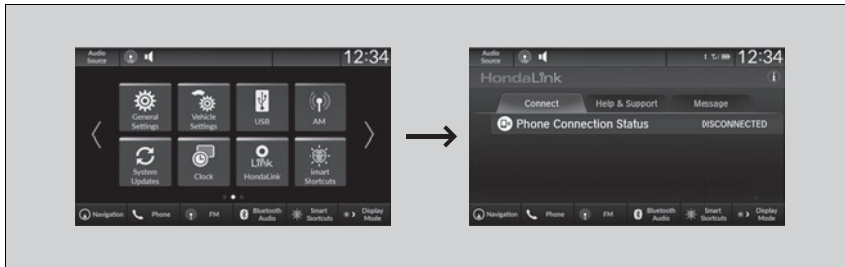 Audio
Source
12:34
General
Settings
Vehicle
Settings
USB
AM
System
Updates
Clock
Link
HondaLink
Smart
Shortcuts
Navigation
Phone
FM
Bluetooth
Audio
Smart
Shortcuts
Display
Mode
Audio
Source
12:34
HondaLink
Connect
Help & Support
Message
Phone Connection Status
DISCONNECTED
Navigation
Phone
FM
Bluetooth
Audio
Smart
Shortcuts
Display
Mode